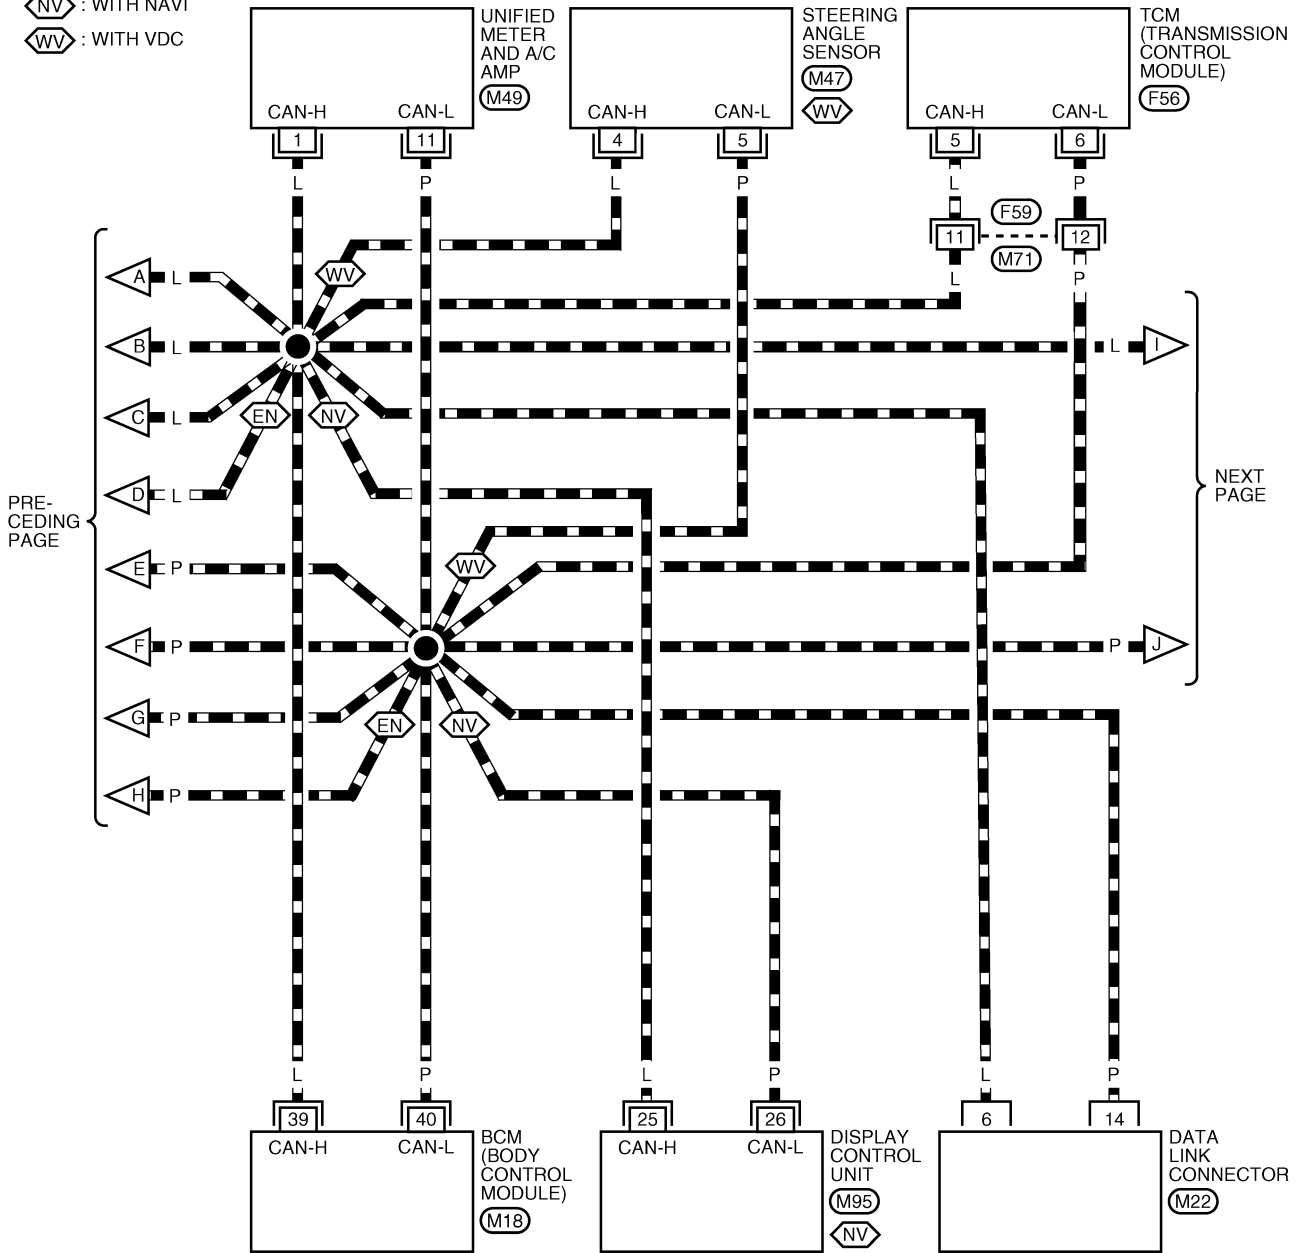 NV : WITH NAVI
WV : WITH VDC
UNIFIED
METER
AND A/C
AMP
M49
CAN-H CAN-L
1 11
L P
STEERING
ANGLE
SENSOR
M47
WV
CAN-H CAN-L
4 5
L P
TCM
(TRANSMISSION
CONTROL
MODULE)
F56
CAN-H CAN-L
5 6
L P
F59
11 12
M71
L P
WV
A L
B L
L I
C L
EN NV
D L
PRE-
CEDING
PAGE
NEXT
PAGE
E P
WV
F P
P J
G P
EN NV
H P
L P
39 40
CAN-H CAN-L
BCM
(BODY
CONTROL
MODULE)
M18
L P
25 26
CAN-H CAN-L
DISPLAY
CONTROL
UNIT
M95
NV
L P
6 14
DATA
LINK
CONNECTOR
M22